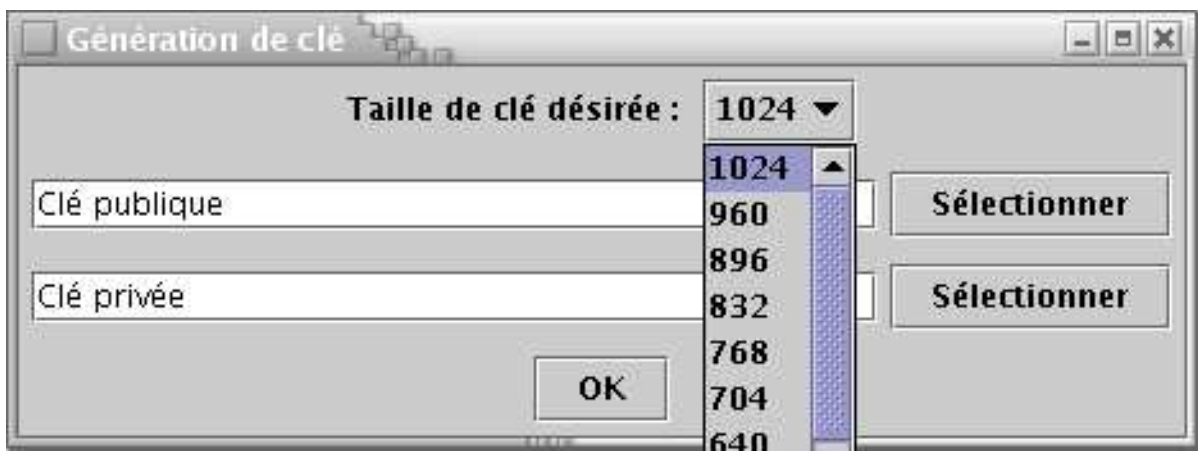 Génération de clé
Taille de clé désirée : 1024
1024
Clé publique
960
Sélectionner
896
Clé privée
832
Sélectionner
768
OK
704
640